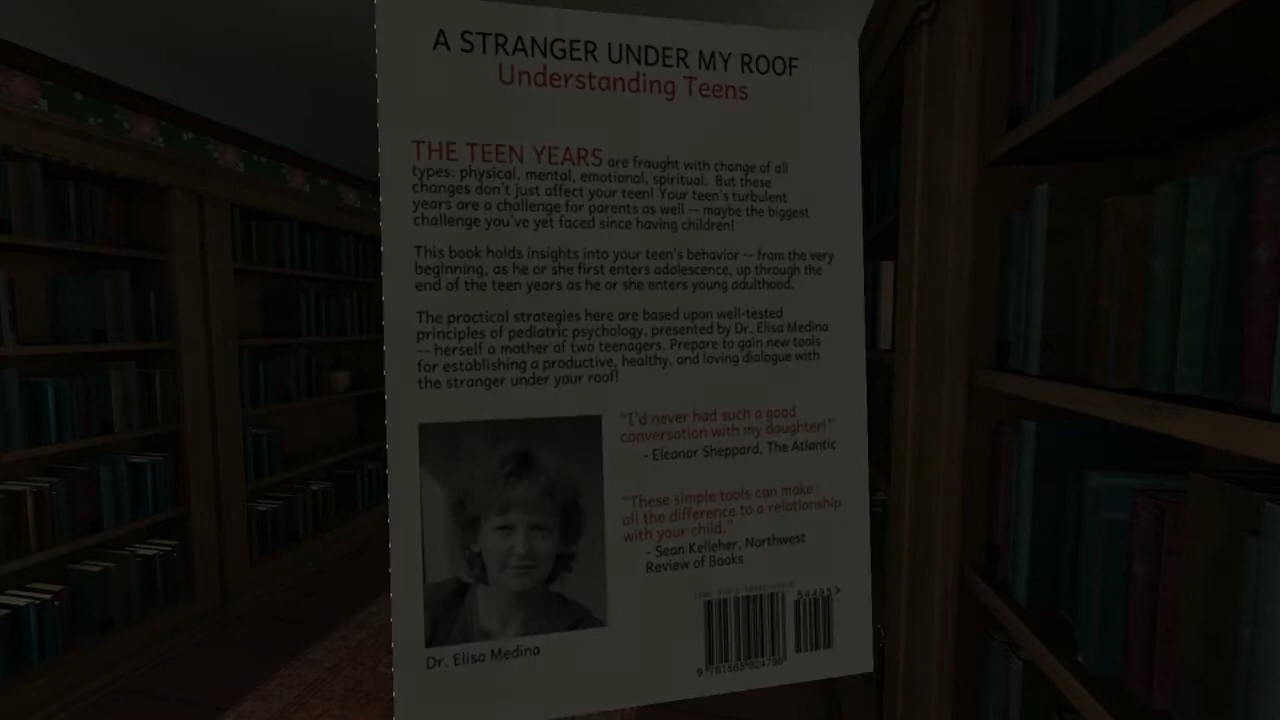 A STRANGER UNDER MY ROOF
Understanding Teens
THE TEEN YEARS are fraught with change of all
types: physical, mental, emotional, spiritual. But these
changes don't just affect your teen! Your teen's turbulent
years are a challenge for parents as well -- maybe the biggest
challenge you've yet faced since having children!
This book holds insights into your teen's behavior -- from the very
beginning, as he or she first enters adolescence, up through the
end of the teen years as he or she enters young adulthood.
The practical strategies here are based upon well-tested
principles of pediatric psychology, presented by Dr. Elisa Medina
-- herself a mother of two teenagers. Prepare to gain new tools
for establishing a productive, healthy, and loving dialogue with
the stranger under your roof!
"I'd never had such a good
conversation with my daughter!"
- Eleanor Sheppard, The Atlantic
"These simple tools can make
all the difference to a relationship
with your child."
- Sean Kelleher, Northwest
Review of Books
Dr. Elisa Medina